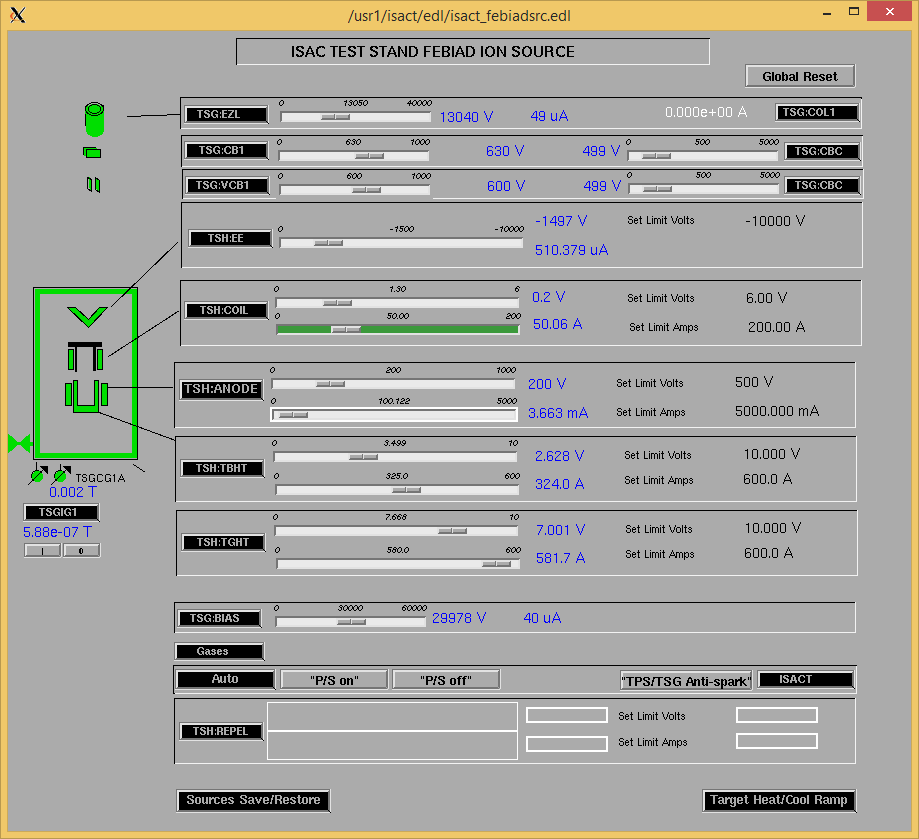 X /usr1/isact/edl/isact_febiadsrc.edl
ISAC TEST STAND FEBIAD ION SOURCE
Global Reset
0 13050 40000
TSG:EZL 13040 V 49 uA 0.000e+00 A TSG:COL1
0 630 1000 0 500 5000
TSG:CB1 630 V 499 V TSG:CBC
0 600 1000 0 500 5000
TSG:VCB1 600 V 499 V TSG:CBC
-1497 V Set Limit Volts -10000 V
0 -1500 -10000
TSH:EE
510.379 uA
0 1.30 6
0.2 V Set Limit Volts 6.00 V
TSH:COIL
0 50.00 200
50.06 A Set Limit Amps 200.00 A
0 200 1000
200 V Set Limit Volts 500 V
TSH:ANODE
0 100.122 5000
3.663 mA Set Limit Amps 5000.000 mA
0 3.499 10
2.628 V Set Limit Volts 10.000 V
TSH:TBHT
0 325.0 600
324.0 A Set Limit Amps 600.0 A
TSGCG1A
0.002 T
TSGIG1
5.88e-07 T
I 0
0 7.668 10
7.001 V Set Limit Volts 10.000 V
TSH:TGHT
0 580.0 600
581.7 A Set Limit Amps 600.0 A
0 30000 60000
TSG:BIAS 29978 V 40 uA
Gases
Auto "P/S on" "P/S off" "TPS/TSG Anti-spark" ISACT
Set Limit Volts
TSH:REPEL
Set Limit Amps
Sources Save/Restore Target Heat/Cool Ramp